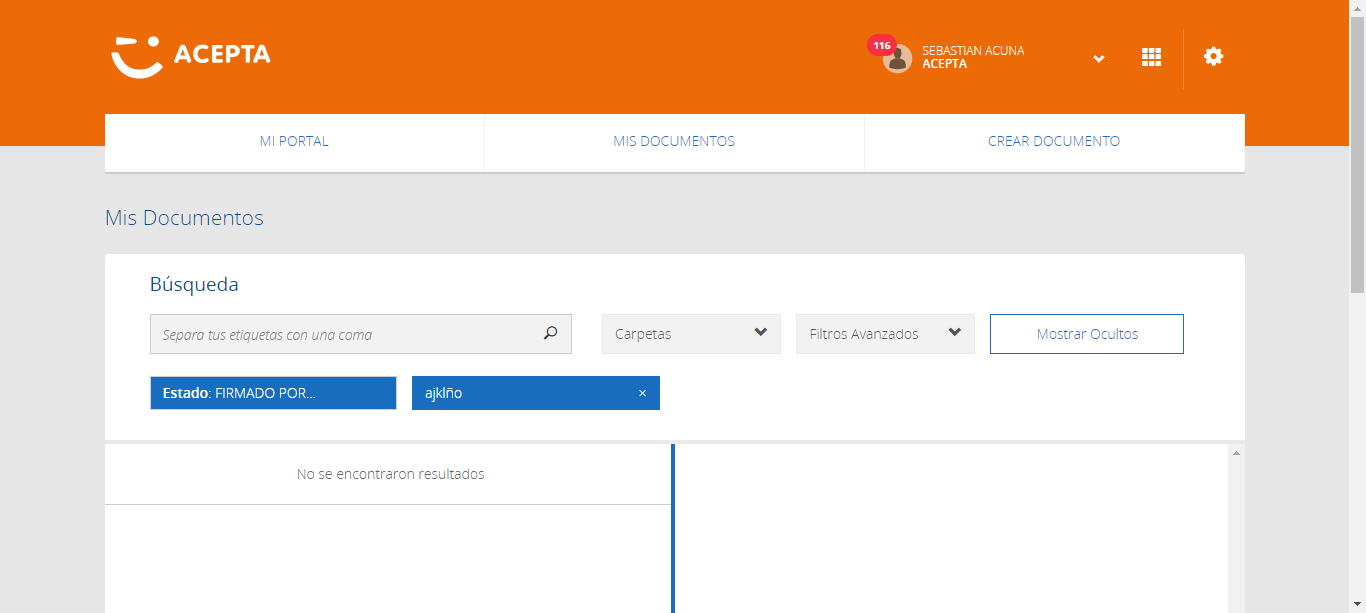 ACEPTA
116
SEBASTIAN ACUNA
ACEPTA
MI PORTAL
MIS DOCUMENTOS
CREAR DOCUMENTO
Mis Documentos
Búsqueda
Separa tus etiquetas con una coma
Carpetas
Filtros Avanzados
Mostrar Ocultos
Estado: FIRMADO POR...
ajklño ×
No se encontraron resultados